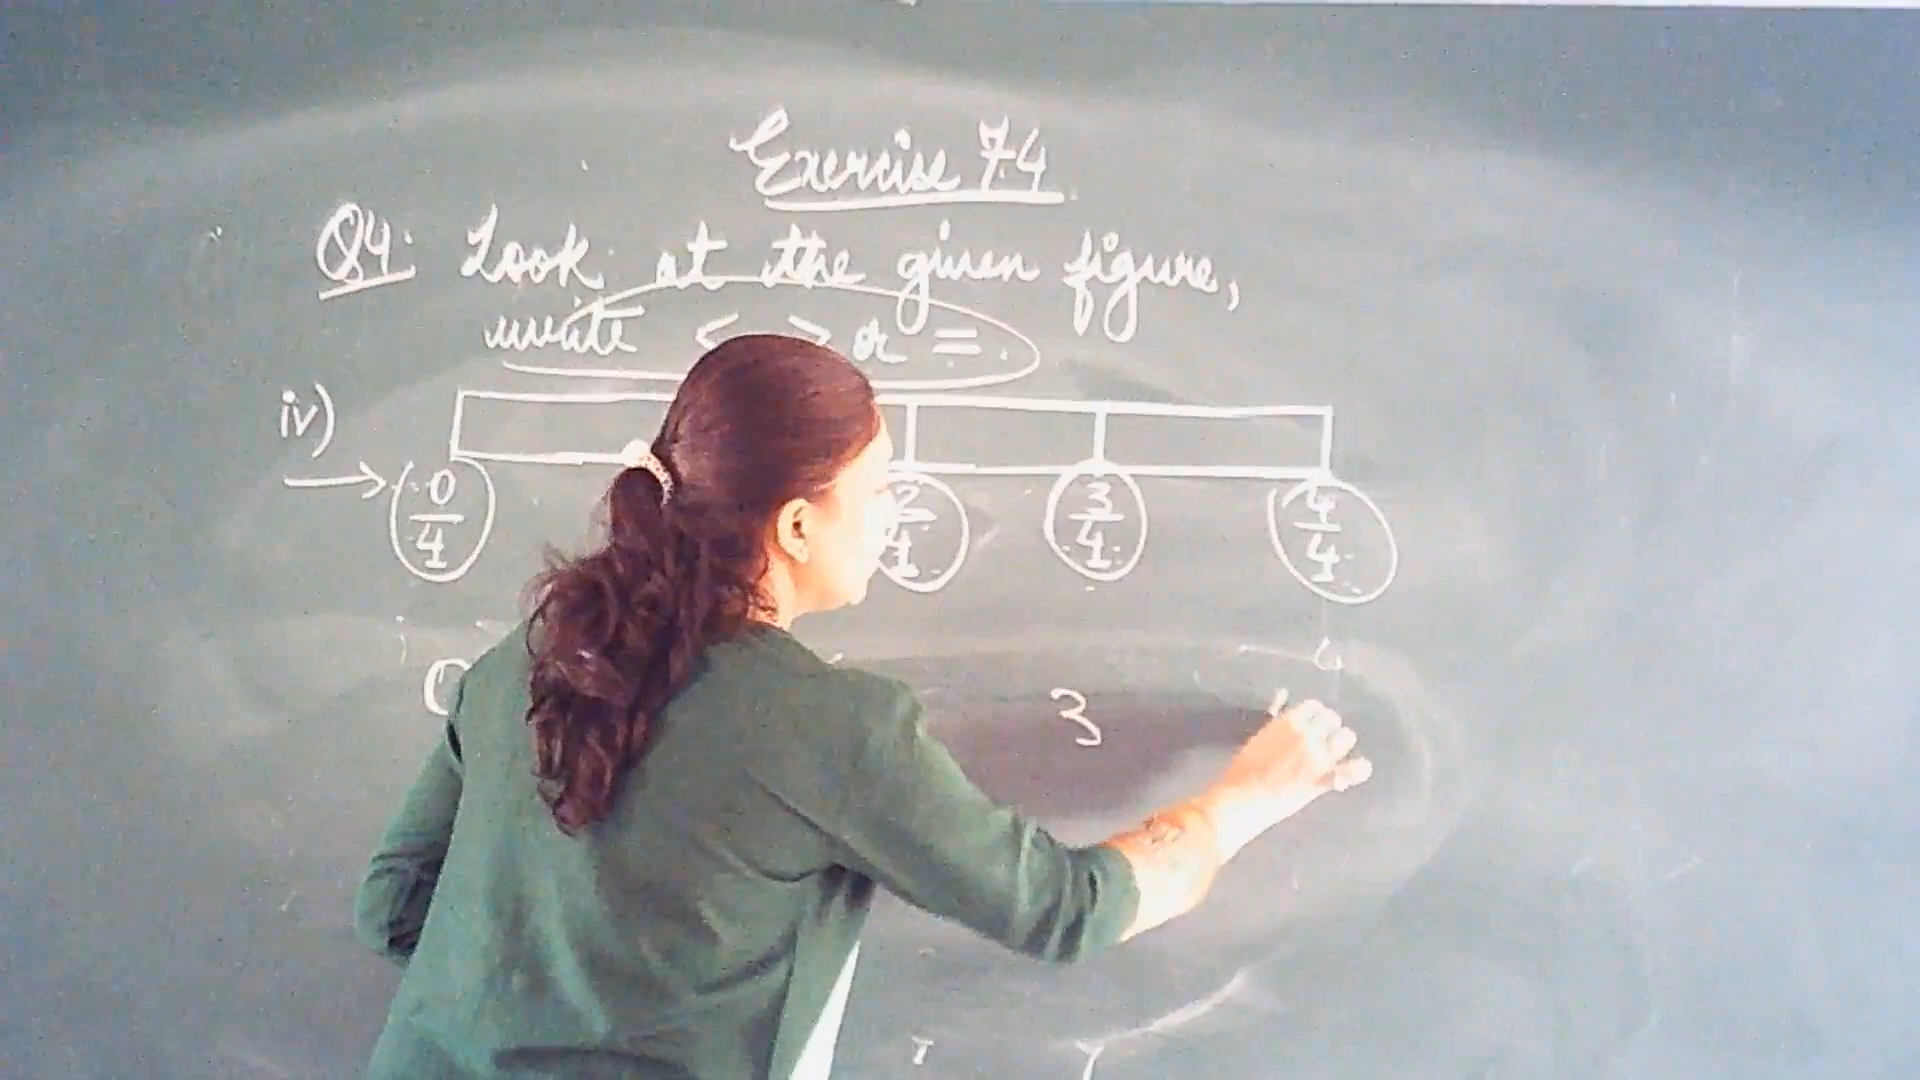 Exercise 7.4
Q4. Look at the given figure,
write < > or =.
iv)
→ 0/4 2/4 3/4 4/4
0 3